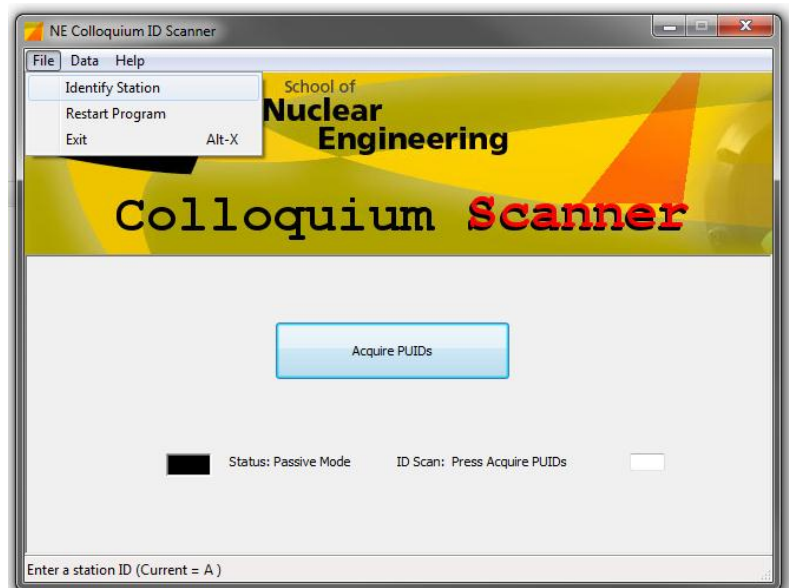 NE Colloquium ID Scanner
File Data Help
Identify Station
Restart Program
Exit Alt-X
School of
Nuclear
Engineering
Colloquium Scanner
Acquire PUIDs
Status: Passive Mode ID Scan: Press Acquire PUIDs
Enter a station ID (Current = A )